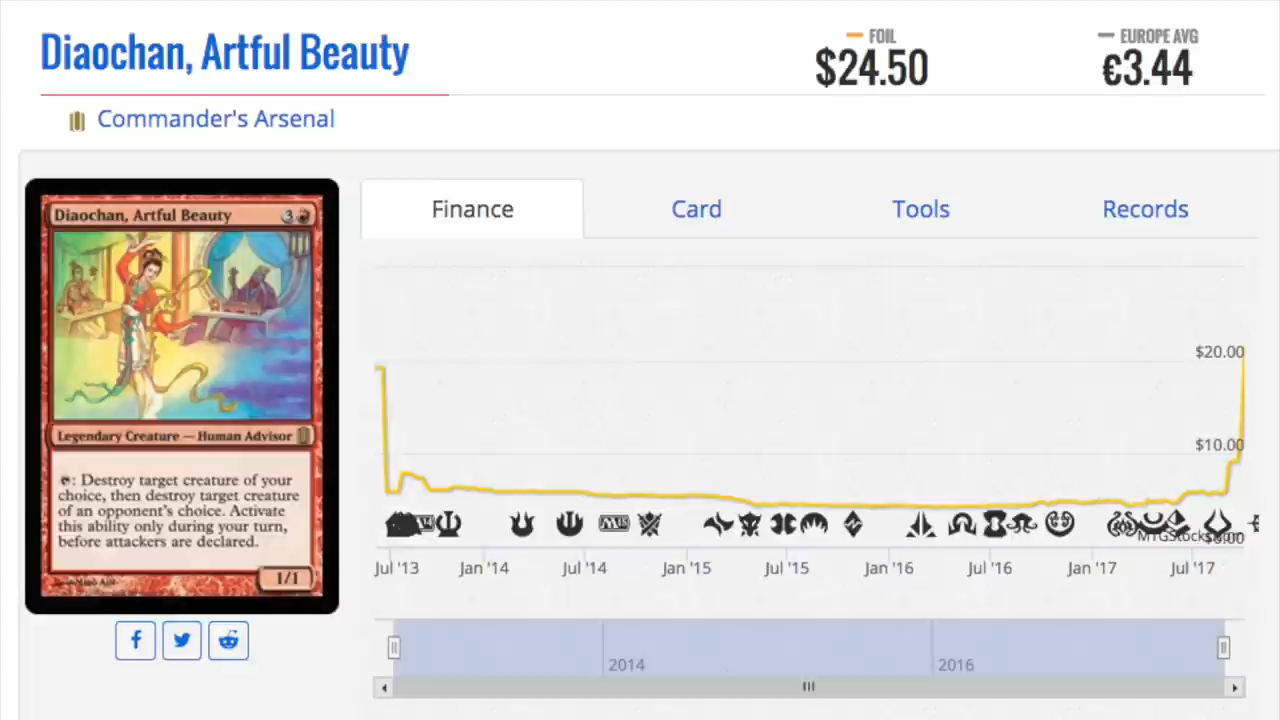 Diaochan, Artful Beauty
FOIL
$24.50
EUROPE AVG
€3.44
Commander's Arsenal
Finance
Card
Tools
Records
Diaochan, Artful Beauty 3
Legendary Creature — Human Advisor
: Destroy target creature of your
choice, then destroy target creature
of an opponent's choice. Activate
this ability only during your turn,
before attackers are declared.
1/1
$20.00
$10.00
$0.00
Jul '13
Jan '14
Jul '14
Jan '15
Jul '15
Jan '16
Jul '16
Jan '17
Jul '17
2014
2016